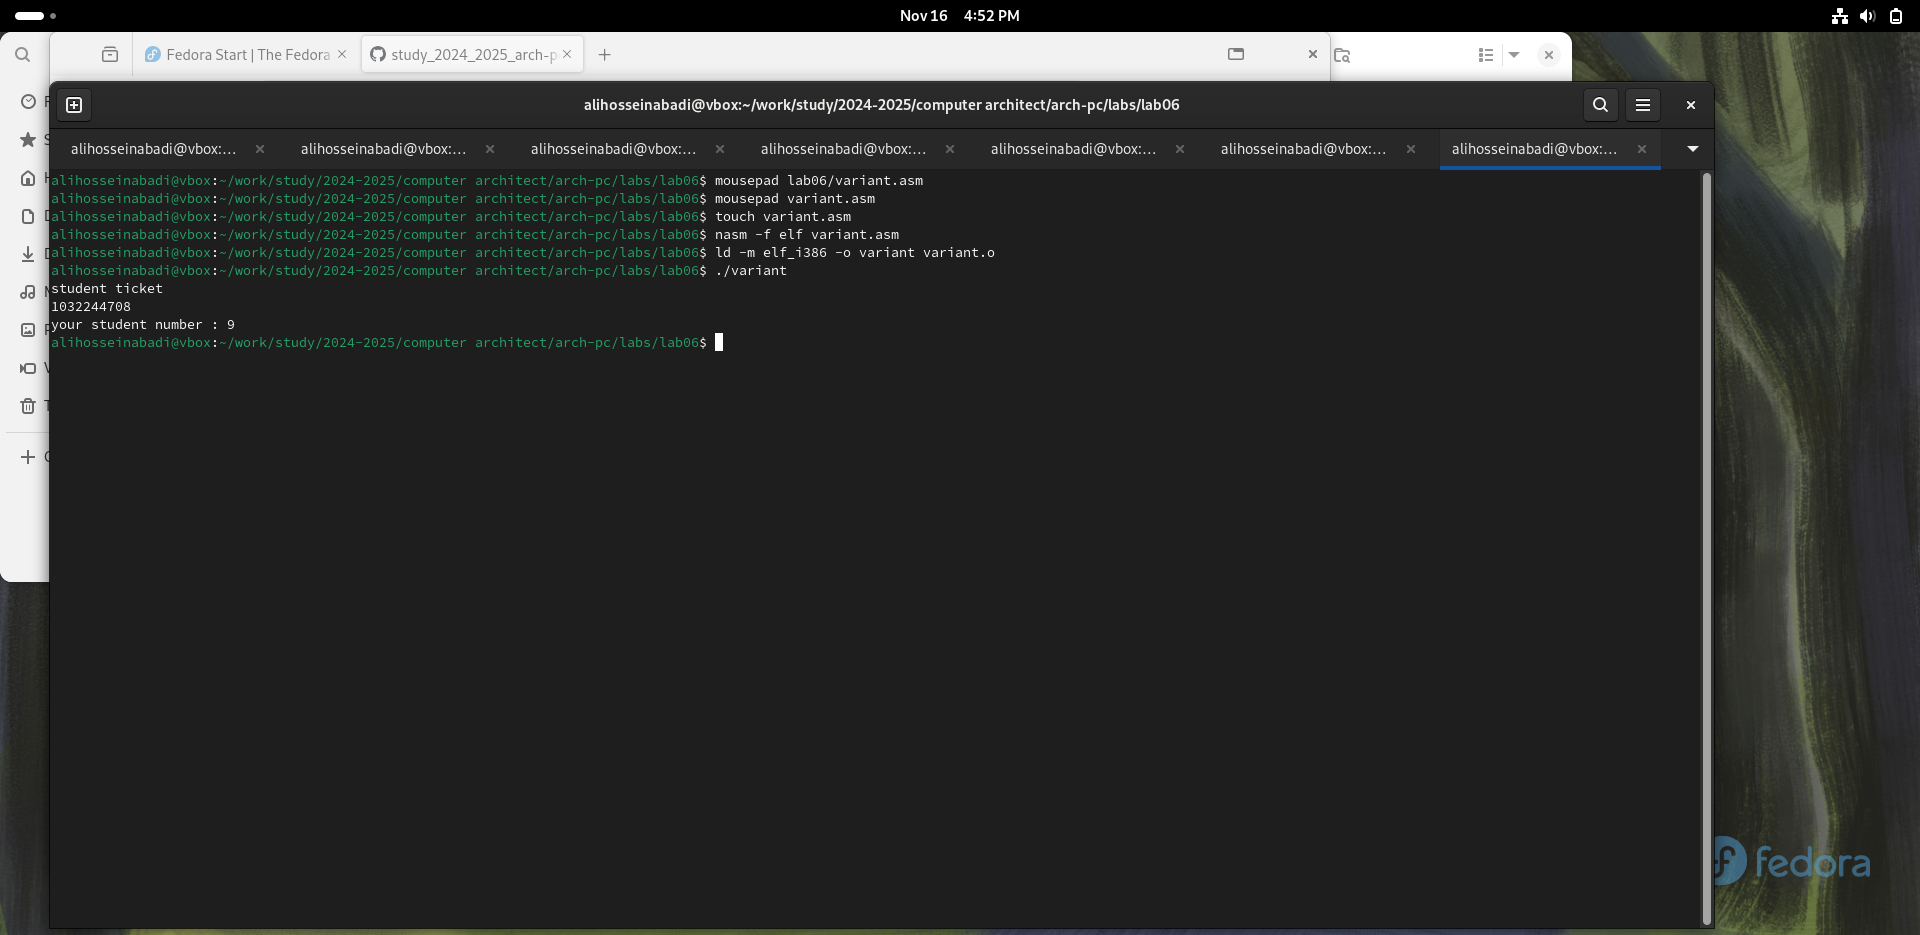 Nov 16 4:52 PM
Fedora Start | The Fedora
study_2024_2025_arch-p
alihosseinabadi@vbox:~/work/study/2024-2025/computer architect/arch-pc/labs/lab06
alihosseinabadi@vbox:... alihosseinabadi@vbox:... alihosseinabadi@vbox:... alihosseinabadi@vbox:... alihosseinabadi@vbox:... alihosseinabadi@vbox:... alihosseinabadi@vbox:...
alihosseinabadi@vbox:~/work/study/2024-2025/computer architect/arch-pc/labs/lab06$ mousepad lab06/variant.asm
alihosseinabadi@vbox:~/work/study/2024-2025/computer architect/arch-pc/labs/lab06$ mousepad variant.asm
alihosseinabadi@vbox:~/work/study/2024-2025/computer architect/arch-pc/labs/lab06$ touch variant.asm
alihosseinabadi@vbox:~/work/study/2024-2025/computer architect/arch-pc/labs/lab06$ nasm -f elf variant.asm
alihosseinabadi@vbox:~/work/study/2024-2025/computer architect/arch-pc/labs/lab06$ ld -m elf_i386 -o variant variant.o
alihosseinabadi@vbox:~/work/study/2024-2025/computer architect/arch-pc/labs/lab06$ ./variant
student ticket
1032244708
your student number : 9
alihosseinabadi@vbox:~/work/study/2024-2025/computer architect/arch-pc/labs/lab06$
fedora